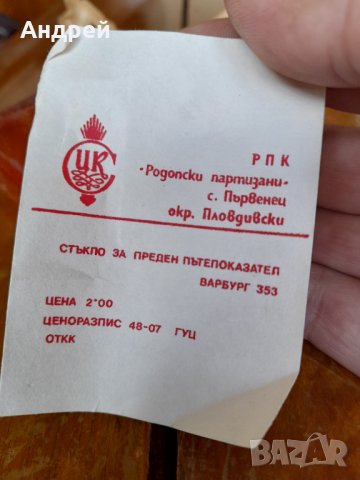 Андрей
ЦК
РПК
"Родопски партизани"
с. Първенец
окр. Пловдивски
СТЪКЛО ЗА ПРЕДЕН ПЪТЕПОКАЗАТЕЛ
ВАРБУРГ 353
ЦЕНА 2°00
ЦЕНОРАЗПИС 48-07 ГУЦ
ОТКК
BAZAR